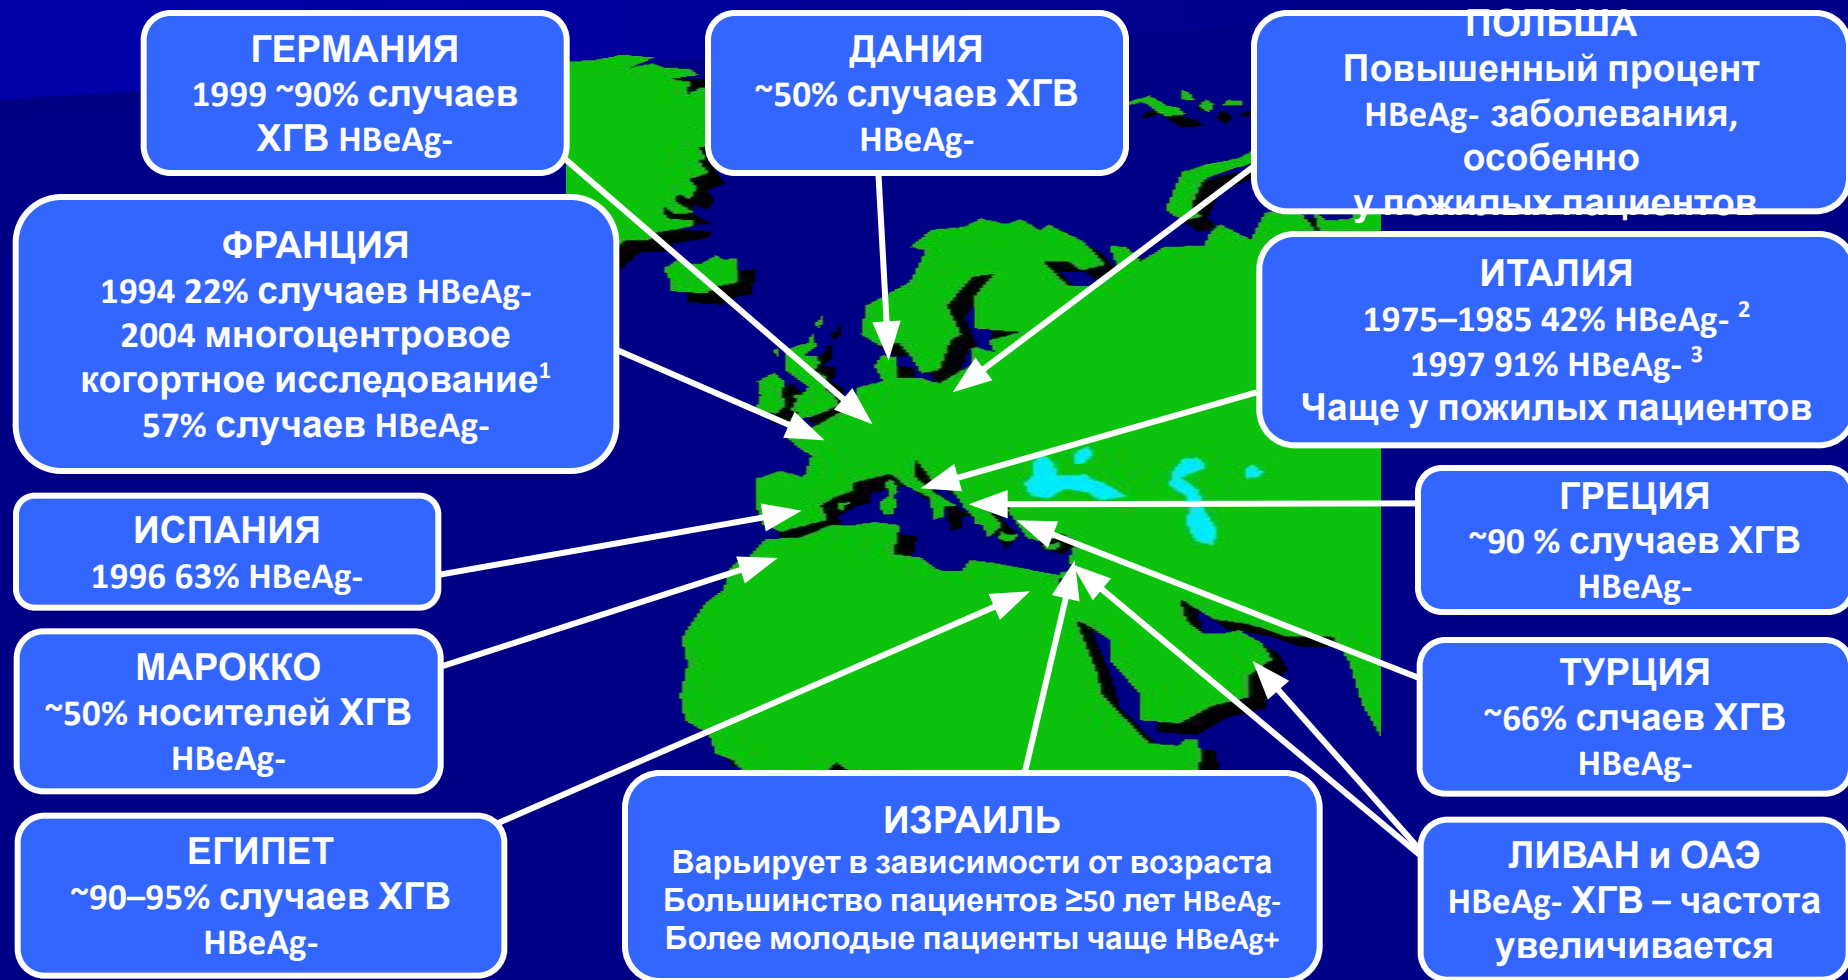 ГЕРМАНИЯ
1999 ~90% случаев
ХГВ HBeAg-
ДАНИЯ
~50% случаев ХГВ
HBeAg-
ПОЛЬША
Повышенный процент
HBeAg- заболевания,
особенно
у пожилых пациентов
ФРАНЦИЯ
1994 22% случаев HBeAg-
2004 многоцентровое
когортное исследование¹
57% случаев HBeAg-
ИТАЛИЯ
1975–1985 42% HBeAg- ²
1997 91% HBeAg- ³
Чаще у пожилых пациентов
ИСПАНИЯ
1996 63% HBeAg-
ГРЕЦИЯ
~90 % случаев ХГВ
HBeAg-
МАРОККО
~50% носителей ХГВ
HBeAg-
ТУРЦИЯ
~66% слчаев ХГВ
HBeAg-
ЕГИПЕТ
~90–95% случаев ХГВ
HBeAg-
ИЗРАИЛЬ
Варьирует в зависимости от возраста
Большинство пациентов ≥50 лет HBeAg-
Более молодые пациенты чаще HBeAg+
ЛИВАН и ОАЭ
HBeAg- ХГВ – частота
увеличивается